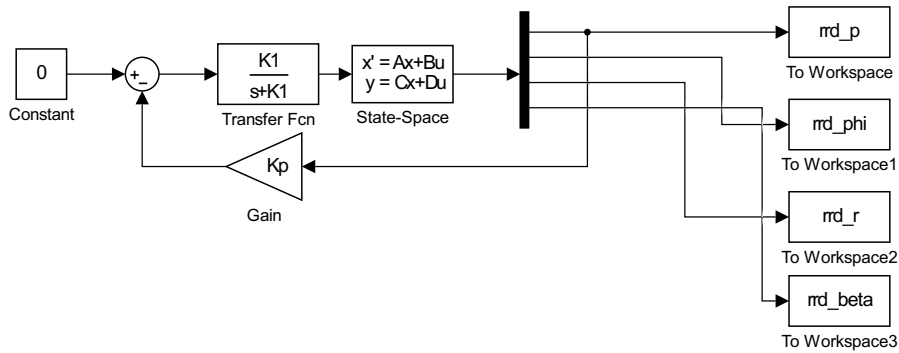 0
Constant
+
−
K1
s+K1
Transfer Fcn
x' = Ax+Bu
y = Cx+Du
State-Space
Kp
Gain
rrd_p
To Workspace
rrd_phi
To Workspace1
rrd_r
To Workspace2
rrd_beta
To Workspace3